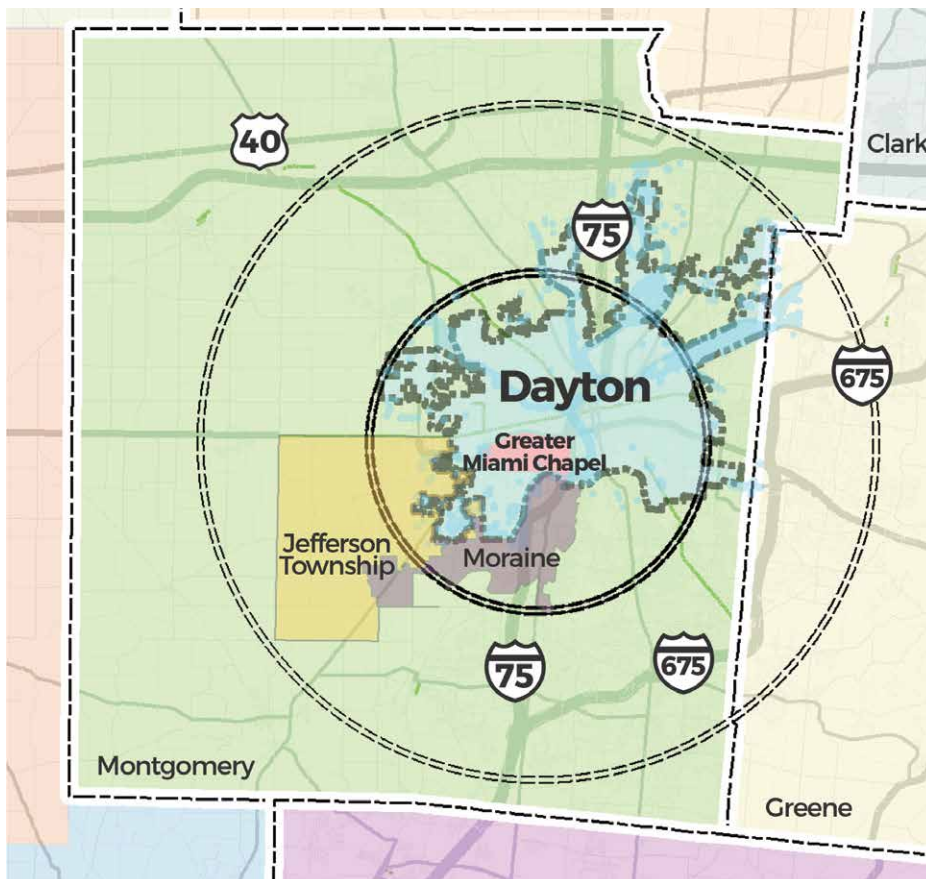 40
Clark
75
675
Dayton
Greater
Miami Chapel
Jefferson
Township
Moraine
75
675
Montgomery
Greene